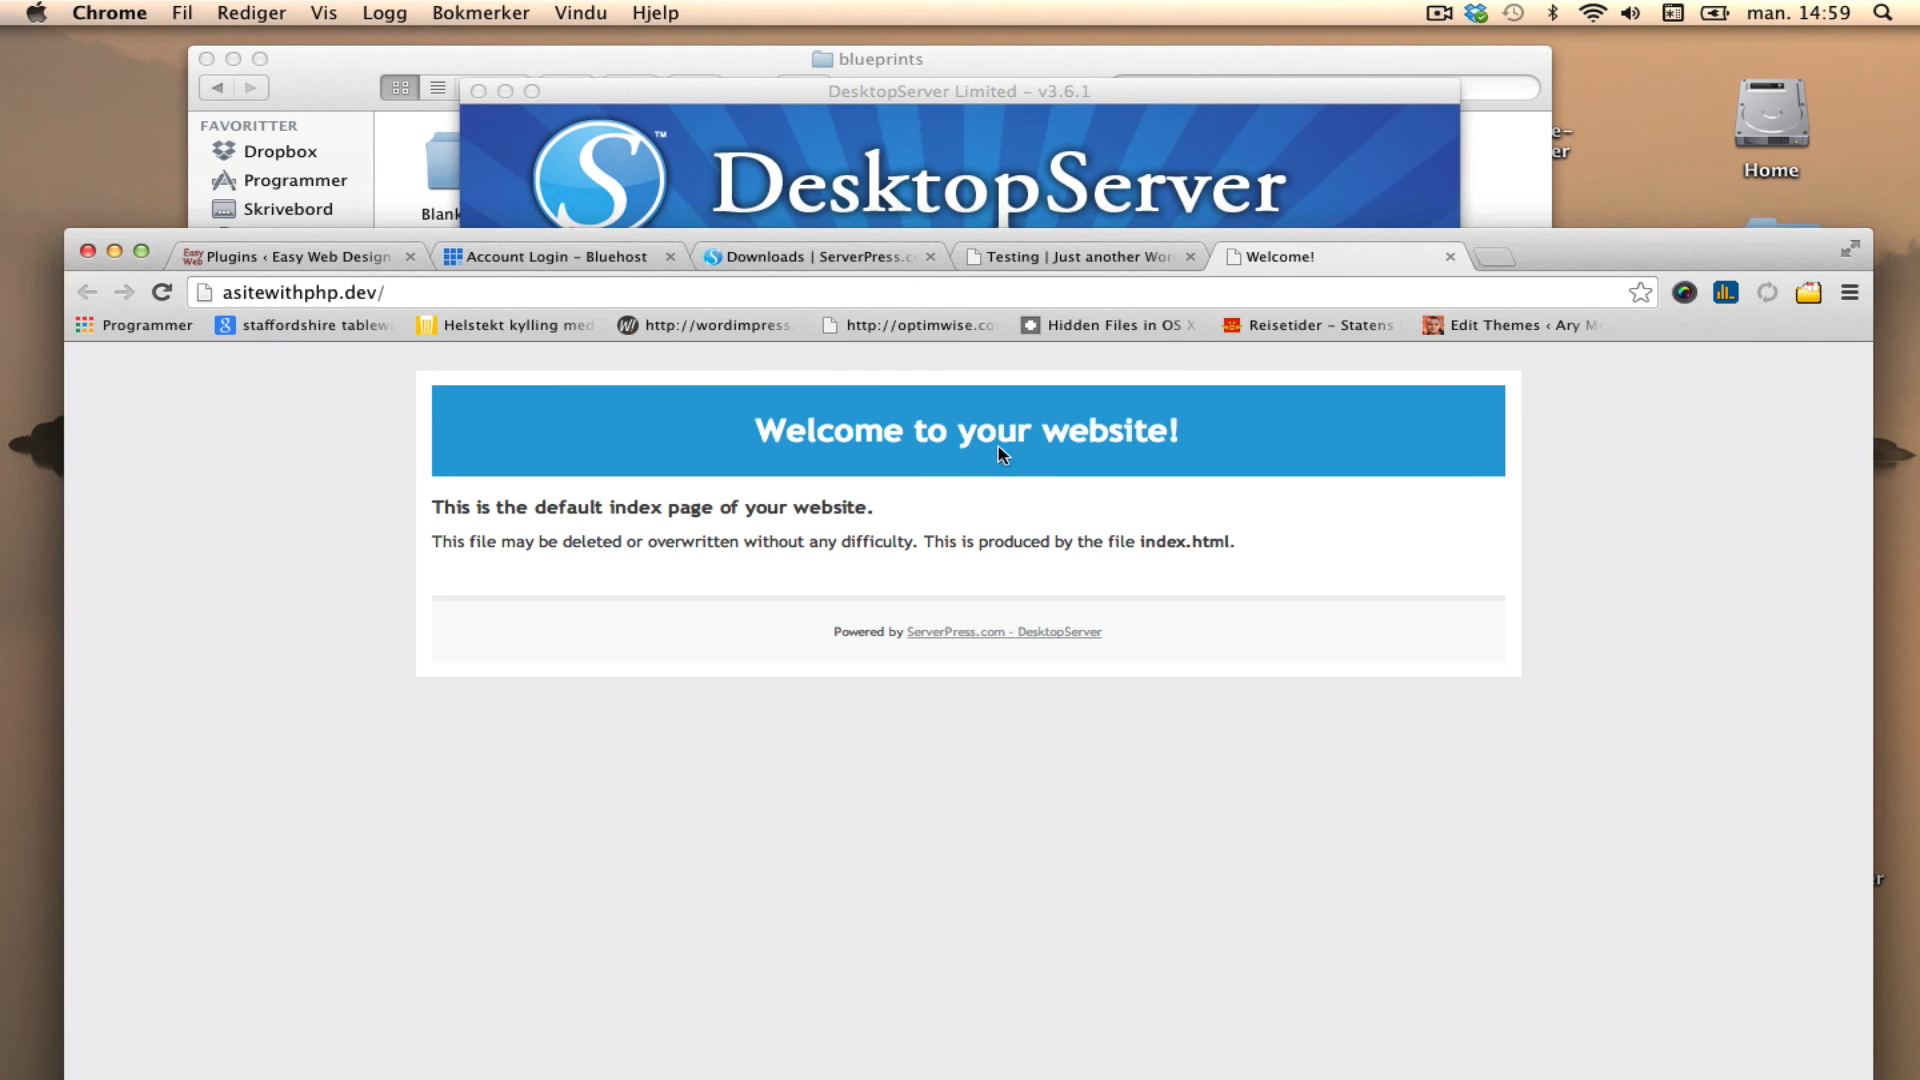 Chrome Fil Rediger Vis Logg Bokmerker Vindu Hjelp man. 14:59
blueprints
DesktopServer Limited – v3.6.1
FAVORITTER
Dropbox
Programmer
Skrivebord
Blank
S™ DesktopServer
Home
Easy Web Plugins ‹ Easy Web Design
Account Login – Bluehost
Downloads | ServerPress.c
Testing | Just another Wor
Welcome!
asitewithphp.dev/
Programmer
staffordshire tablew
Helstekt kylling med
http://wordimpress.
http://optimwise.co
Hidden Files in OS X
Reisetider – Statens
Edit Themes ‹ Ary M
Welcome to your website!
This is the default index page of your website.
This file may be deleted or overwritten without any difficulty. This is produced by the file index.html.
Powered by ServerPress.com - DesktopServer